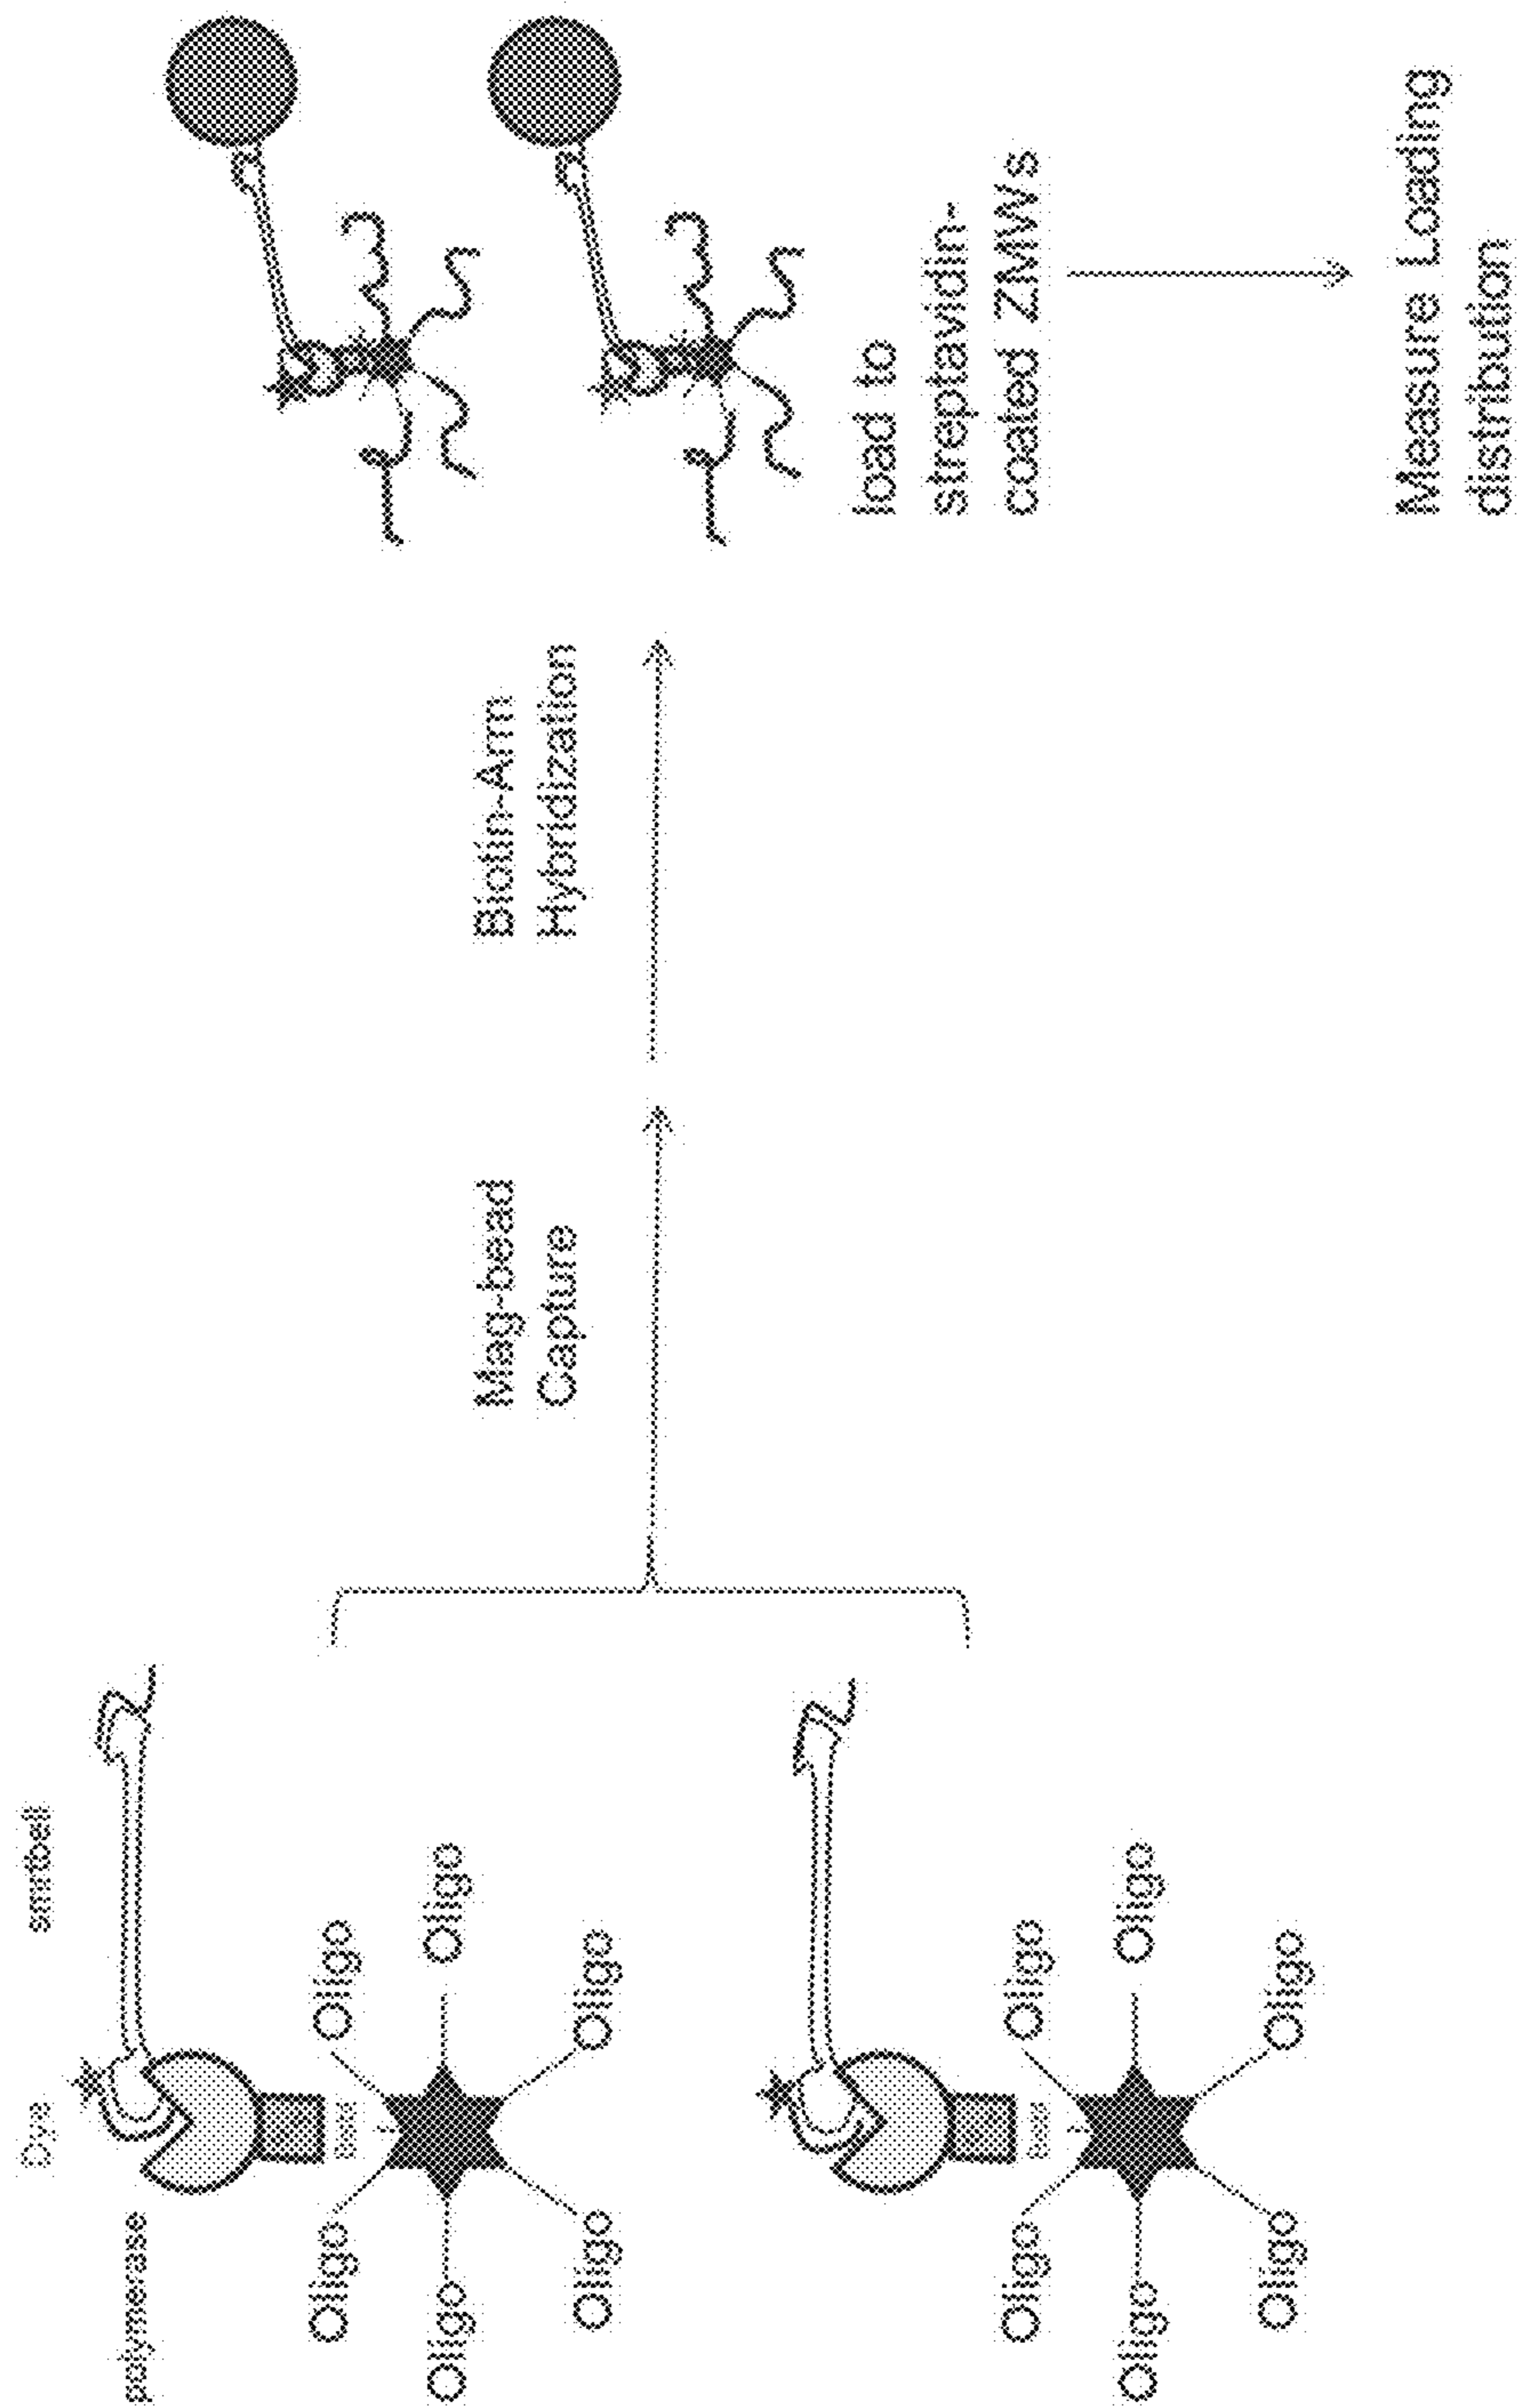 Dye
smrtbell
polymerase
Oligo
Oligo
Oligo
Oligo
Oligo
Oligo
Oligo
Oligo
Oligo
Oligo
Oligo
Oligo
Mag-bead
Capture
Biotin-Arm
Hybridization
load to
streptavidin-
coated ZMWs
Measure Loading
distribution